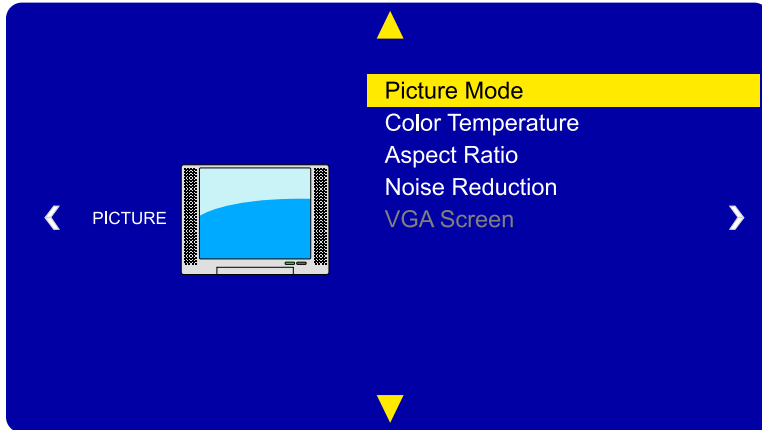 Picture Mode
Color Temperature
Aspect Ratio
Noise Reduction
PICTURE
VGA Screen